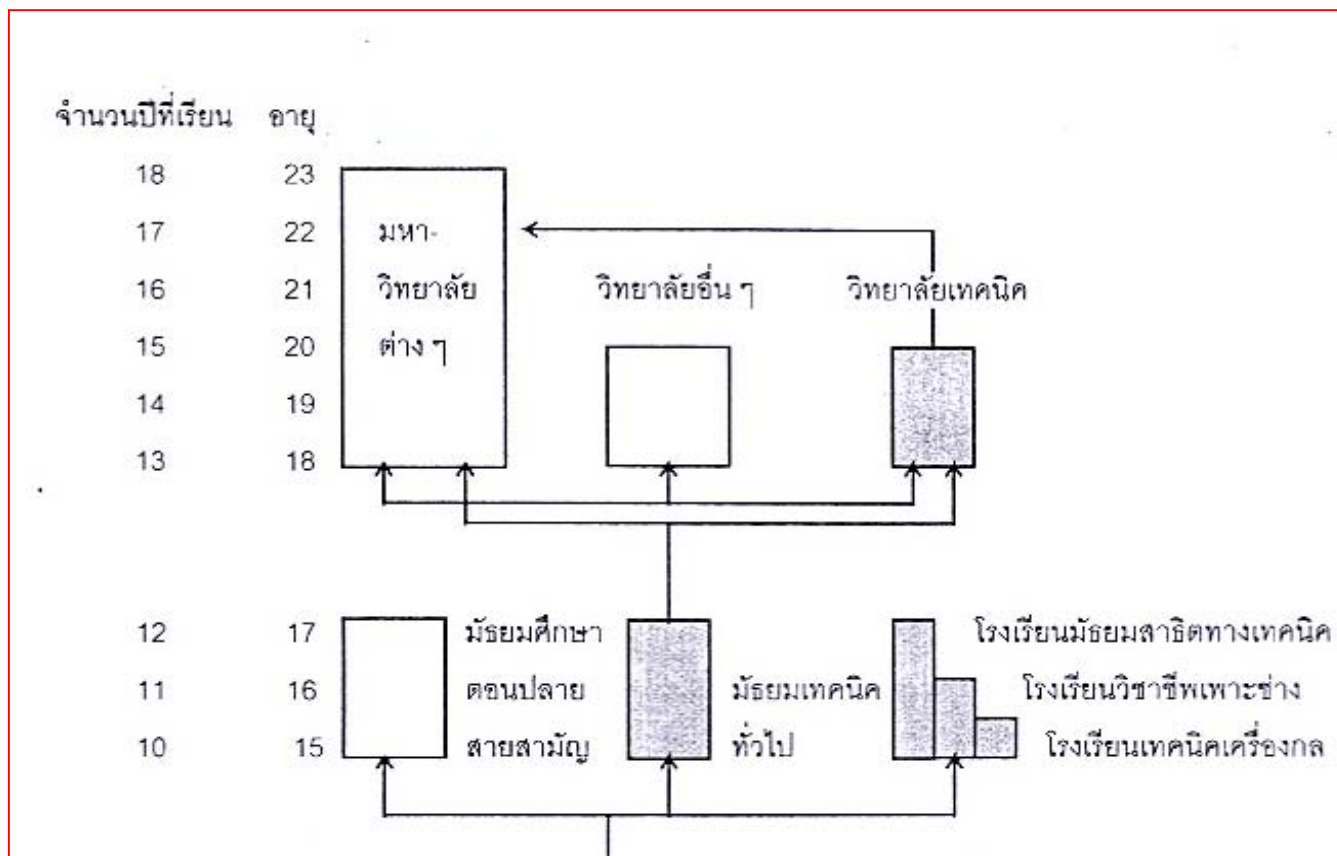 จำนวนปีที่เรียน อายุ
18 23
17 22 มหา-
16 21 วิทยาลัย วิทยาลัยอื่น ๆ วิทยาลัยเทคนิค
15 20 ต่าง ๆ
14 19
13 18
12 17 มัธยมศึกษา โรงเรียนมัธยมสาธิตทางเทคนิค
11 16 ตอนปลาย มัธยมเทคนิค โรงเรียนวิชาชีพเพาะช่าง
10 15 สายสามัญ ทั่วไป โรงเรียนเทคนิคเครื่องกล